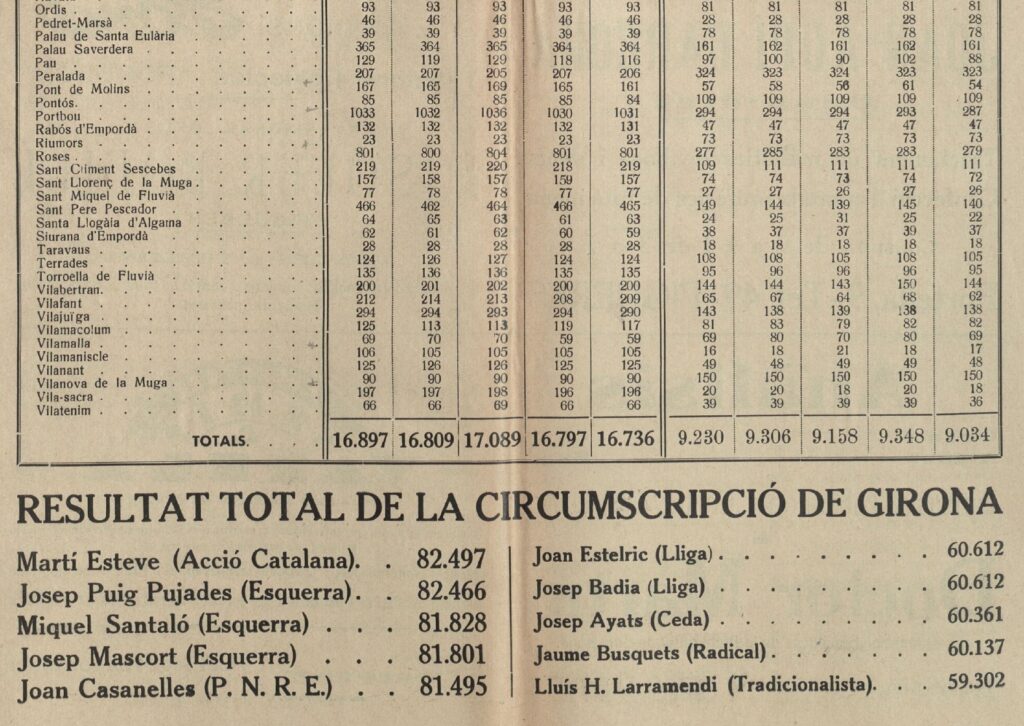 Ordis 93 93 93 93 93 81 81 81 81 81
Pedret-Marsà 46 46 46 46 46 28 28 28 28 28
Palau de Santa Eulària 39 39 39 39 39 78 78 78 78 78
Palau Saverdera 365 364 365 364 364 161 162 161 162 161
Pau 129 119 129 118 116 97 100 90 102 88
Peralada 207 207 205 207 206 324 323 324 323 323
Pont de Molins 167 165 169 165 161 57 58 56 61 54
Pontós. 85 85 85 85 84 109 109 109 109 109
Portbou 1033 1032 1036 1030 1031 294 294 294 293 287
Rabós d'Empordà 132 132 132 132 131 47 47 47 47 47
Riumors 23 23 23 23 23 73 73 73 73 73
Roses 801 800 804 801 801 277 285 283 283 279
Sant Climent Sescebes 219 219 220 218 219 109 111 111 111 111
Sant Llorenç de la Muga 157 158 157 159 157 74 74 73 74 72
Sant Miquel de Fluvià 77 78 78 77 77 27 27 26 27 26
Sant Pere Pescador 466 462 464 466 465 149 144 139 145 140
Santa Llogàia d'Algama 64 65 63 61 63 24 25 31 25 22
Siurana d'Empordà 62 61 62 60 59 38 37 37 39 37
Taravaus 28 28 28 28 28 18 18 18 18 18
Terrades 124 126 127 124 124 108 108 105 108 105
Torroella de Fluvià 135 136 136 135 135 95 96 96 96 95
Vilabertran. 200 201 202 200 200 144 144 143 150 144
Vilafant 212 214 213 208 209 65 67 64 68 62
Vilajuïga 294 294 293 294 290 143 138 139 138 138
Vilamacolum 125 113 113 119 117 81 83 79 82 82
Vilamalla 69 70 70 59 59 69 80 70 80 69
Vilamaniscle 106 105 105 105 105 16 18 21 18 17
Vilanant 125 126 126 125 125 49 48 49 49 48
Vilanova de la Muga 90 90 90 90 90 150 150 150 150 150
Vila-sacra 197 197 198 196 196 20 20 18 20 18
Vilatenim 66 66 69 66 66 39 39 39 39 36
TOTALS. 16.897 16.809 17.089 16.797 16.736 9.230 9.306 9.158 9.348 9.034
RESULTAT TOTAL DE LA CIRCUMSCRIPCIÓ DE GIRONA
Martí Esteve (Acció Catalana). . 82.497
Josep Puig Pujades (Esquerra). . 82.466
Miquel Santaló (Esquerra) . . . 81.828
Josep Mascort (Esquerra) . . . 81.801
Joan Casanelles (P. N. R. E.) . . 81.495
Joan Estelric (Lliga) . . . . . . . . . 60.612
Josep Badia (Lliga) . . . . . . . . . 60.612
Josep Ayats (Ceda) . . . . . . . . . 60.361
Jaume Busquets (Radical) . . . . . . . 60.137
Lluís H. Larramendi (Tradicionalista). . . 59.302